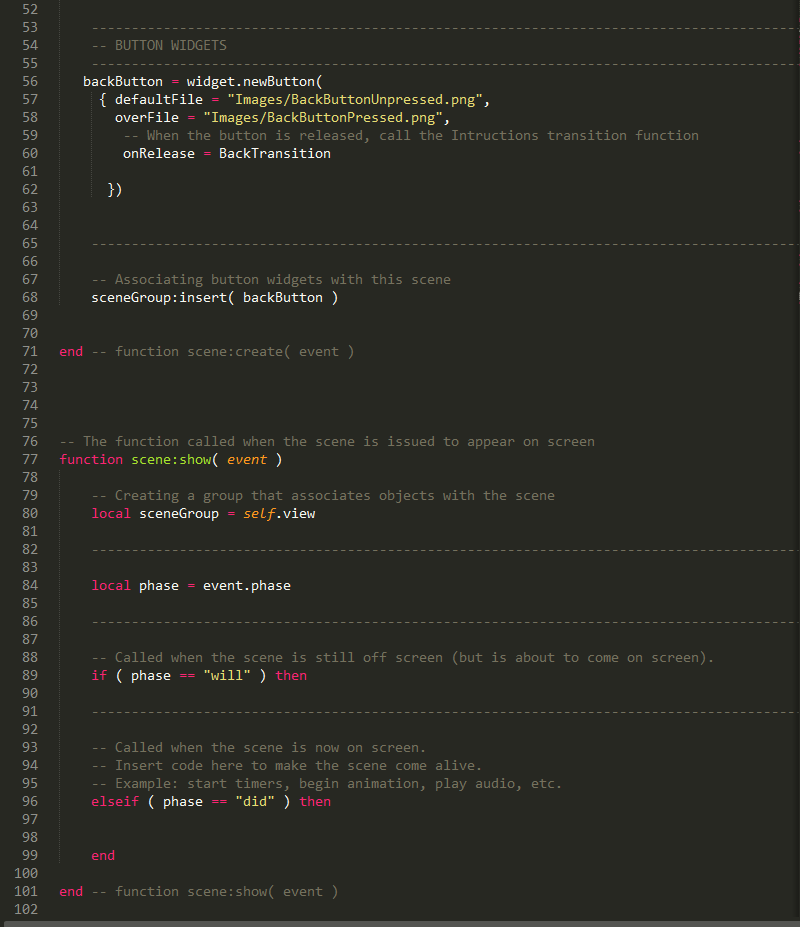 52
53 ----------------------------------------------------------------------------------------
54 -- BUTTON WIDGETS
55 ----------------------------------------------------------------------------------------
56 backButton = widget.newButton(
57 { defaultFile = "Images/BackButtonUnpressed.png",
58 overFile = "Images/BackButtonPressed.png",
59 -- When the button is released, call the Intructions transition function
60 onRelease = BackTransition
61
62 })
63
64
65 ----------------------------------------------------------------------------------------
66
67 -- Associating button widgets with this scene
68 sceneGroup:insert( backButton )
69
70
71 end -- function scene:create( event )
72
73
74
75
76 -- The function called when the scene is issued to appear on screen
77 function scene:show( event )
78
79 -- Creating a group that associates objects with the scene
80 local sceneGroup = self.view
81
82 ----------------------------------------------------------------------------------------
83
84 local phase = event.phase
85
86 ----------------------------------------------------------------------------------------
87
88 -- Called when the scene is still off screen (but is about to come on screen).
89 if ( phase == "will" ) then
90
91 ----------------------------------------------------------------------------------------
92
93 -- Called when the scene is now on screen.
94 -- Insert code here to make the scene come alive.
95 -- Example: start timers, begin animation, play audio, etc.
96 elseif ( phase == "did" ) then
97
98
99 end
100
101 end -- function scene:show( event )
102